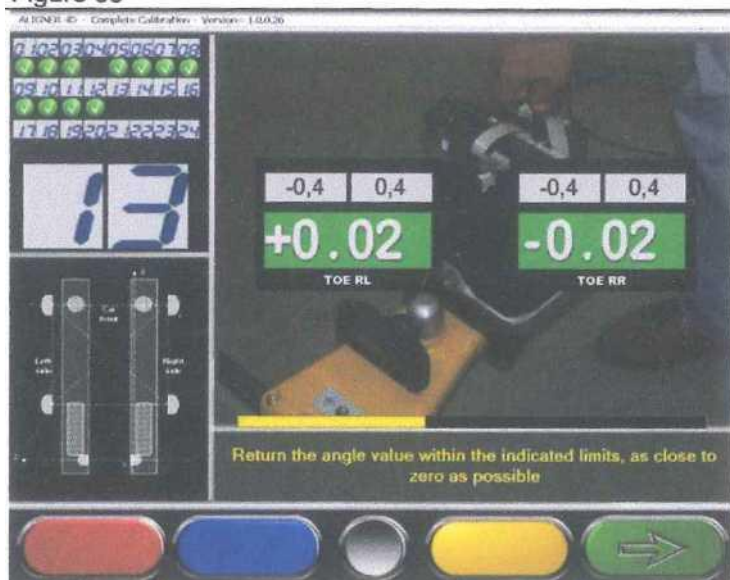 ALIGNER 4D - Complete Calibration - Version - 1.0.0.26
01 02 03 04 05 06 07 08
09 10 11 12 13 14 15 16
17 18 19 20 21 22 23 24
13
-0,4 0,4 -0,4 0,4
+0.02 -0.02
TOE RL TOE RR
Car
front
Left
side
Right
side
Return the angle value within the indicated limits, as close to
zero as possible